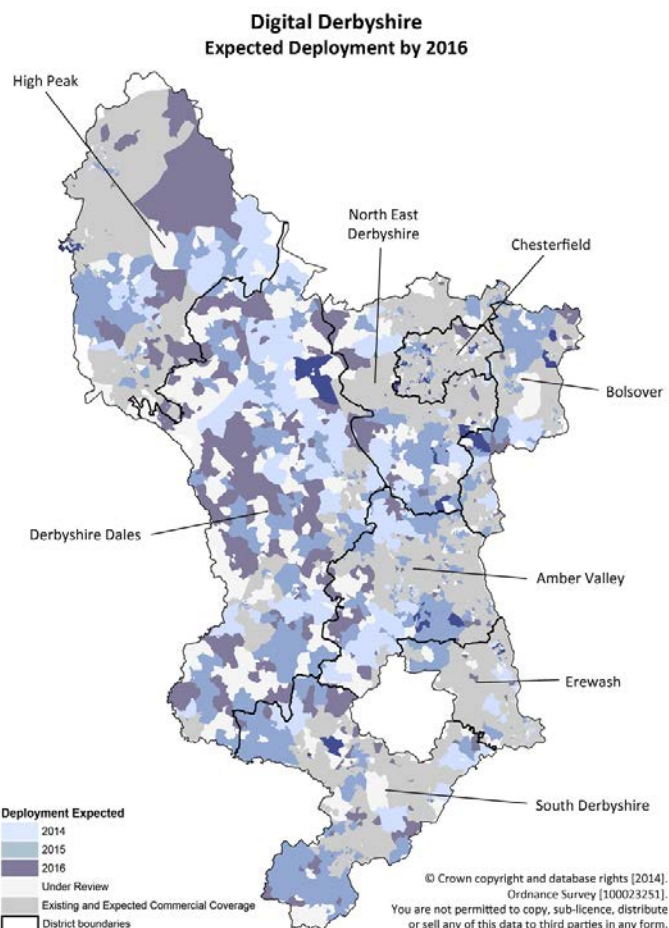 Digital Derbyshire
Expected Deployment by 2016
High Peak
North East
Derbyshire
Chesterfield
Bolsover
Derbyshire Dales
Amber Valley
Erewash
South Derbyshire
Deployment Expected
2014
2015
2016
Under Review
Existing and Expected Commercial Coverage
District boundaries
© Crown copyright and database rights [2014].
Ordnance Survey [100023251].
You are not permitted to copy, sub-licence, distribute
or sell any of this data to third parties in any form.